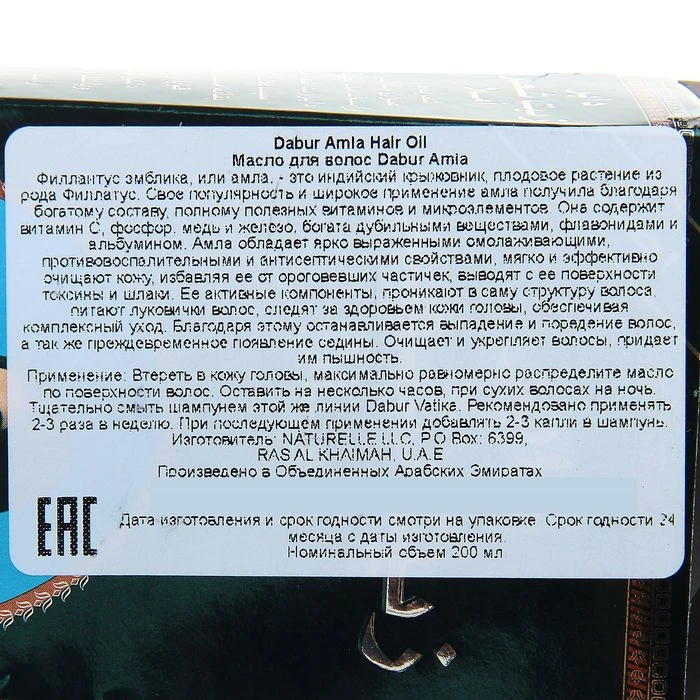 Dabur Amla Hair Oil
Масло для волос Dabur Amla
Филлантус эмблика, или амла, - это индийский крыжовник, плодовое растение из
рода Филлатус. Свое популярность и широкое применение амла получила благодаря
богатому составу, полному полезных витаминов и микроэлементов. Она содержит
витамин С, фосфор, медь и железо, богата дубильными веществами, флавонидами и
альбумином. Амла обладает ярко выраженными омолаживающими,
противовоспалительными и антисептическими свойствами, мягко и эффективно
очищают кожу, избавляя ее от ороговевших частичек, выводят с ее поверхности
токсины и шлаки. Ее активные компоненты, проникают в саму структуру волоса,
питают луковички волос, следят за здоровьем кожи головы, обеспечивая
комплексный уход. Благодаря этому останавливается выпадение и поредение волос,
а так же преждевременное появление седины. Очищает и укрепляет волосы, придает
им пышность.
Применение: Втереть в кожу головы, максимально равномерно распределите масло
по поверхности волос. Оставить на несколько часов, при сухих волосах на ночь.
Тщательно смыть шампунем этой же линии Dabur Vatika. Рекомендовано применять
2-3 раза в неделю. При последующем применении добавлять 2-3 капли в шампунь.
Изготовитель: NATURELLE LLC, P.O Box: 6399,
RAS AL KHAIMAH, U.A.E
Произведено в Объединенных Арабских Эмиратах
EAC
Дата изготовления и срок годности смотри на упаковке. Срок годности 24
месяца с даты изготовления.
Номинальный объем 200 мл